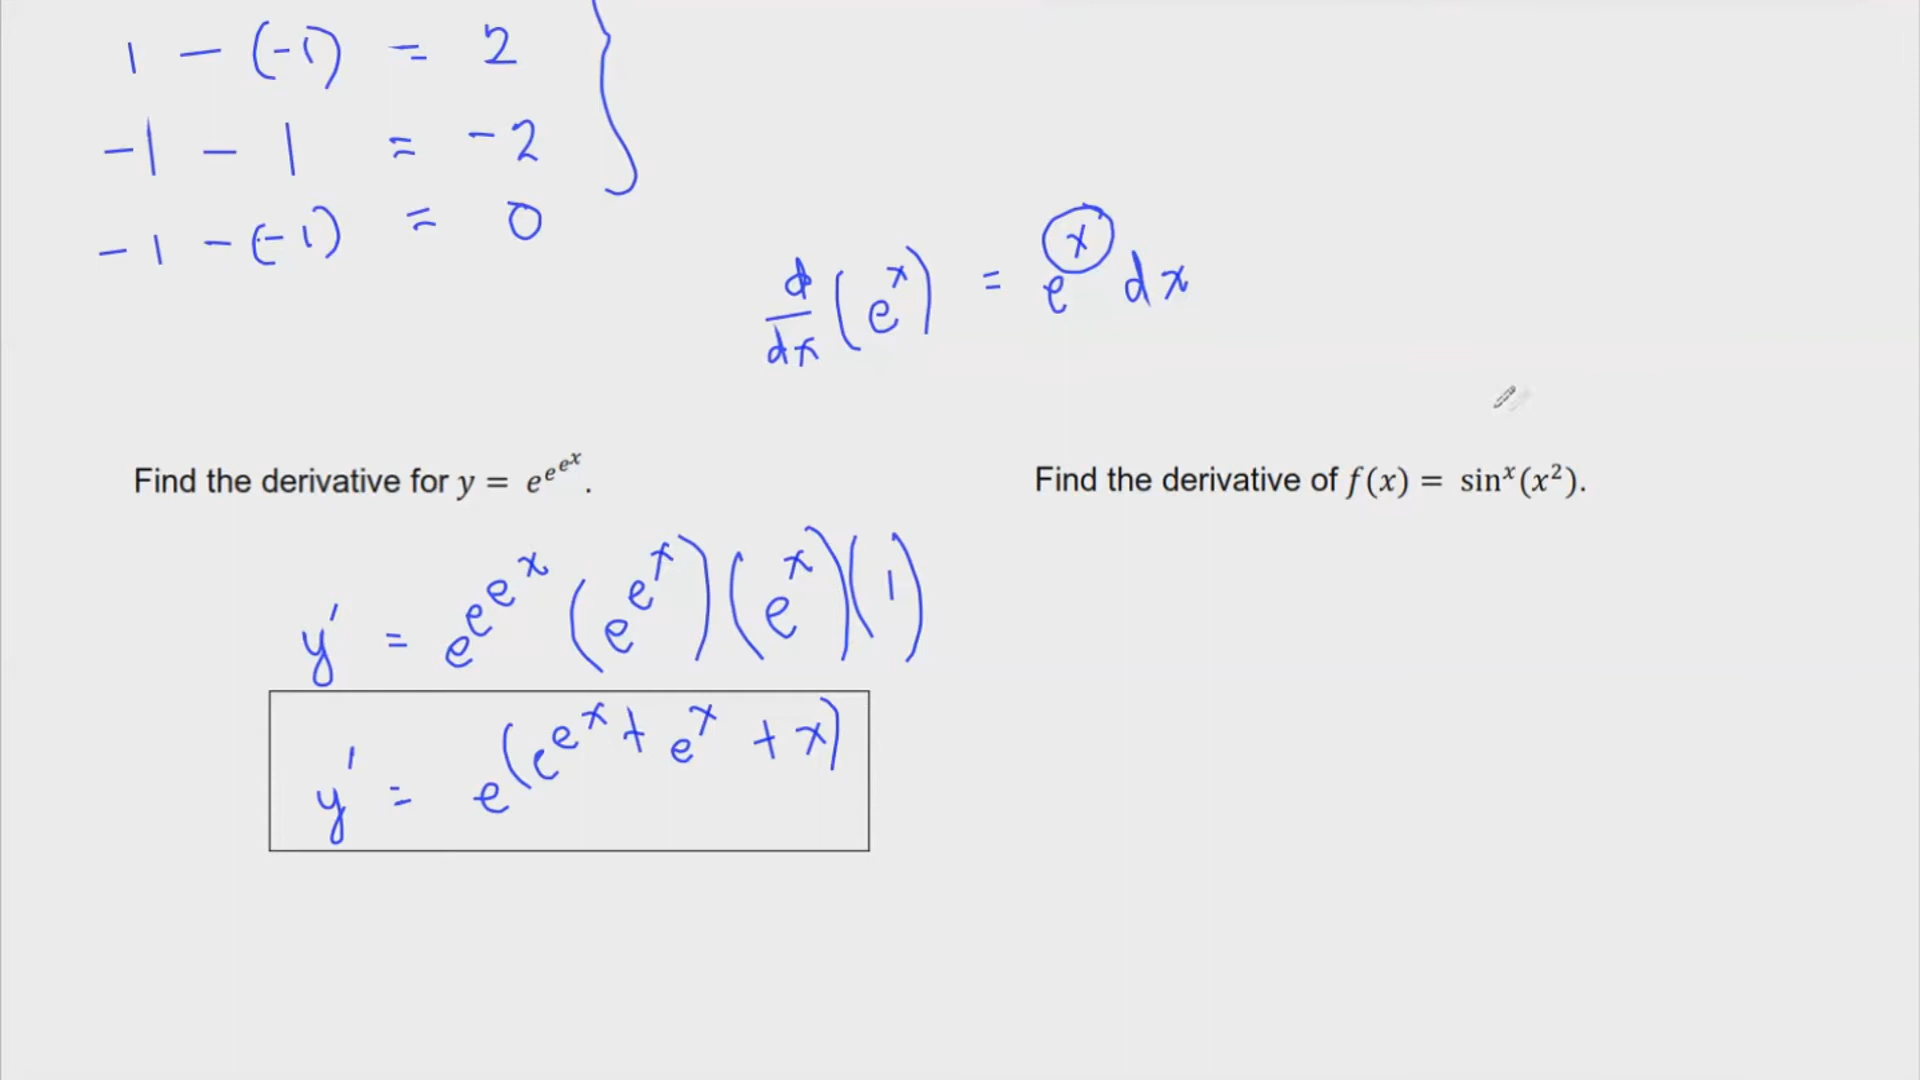 1 − (-1) = 2
-1 − 1 = -2
-1 − (-1) = 0
d/dx (e^x) = e^x dx
Find the derivative for y = e^{e^{e^x}}.
y' = e^{e^{e^x}} (e^{e^x}) (e^x) (1)
y' = e^{(e^{e^x} + e^x + x)}
Find the derivative of f(x) = sin^x(x²).